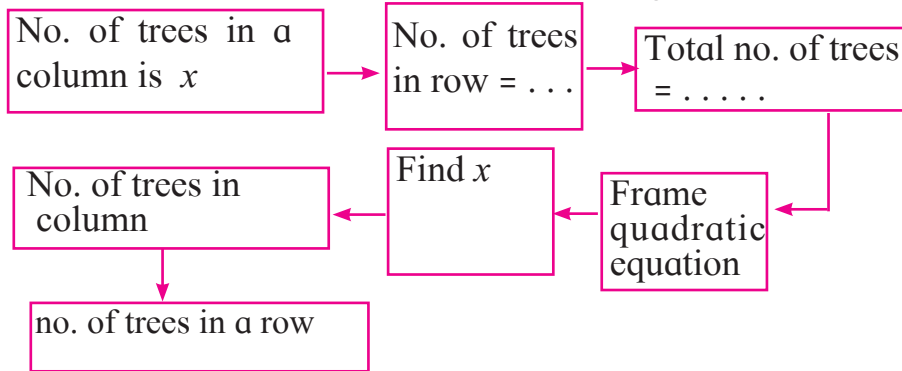 No. of trees in a
column is x
No. of trees
in row = . . .
Total no. of trees
= . . . . .
Frame
quadratic
equation
Find x
No. of trees in
column
no. of trees in a row